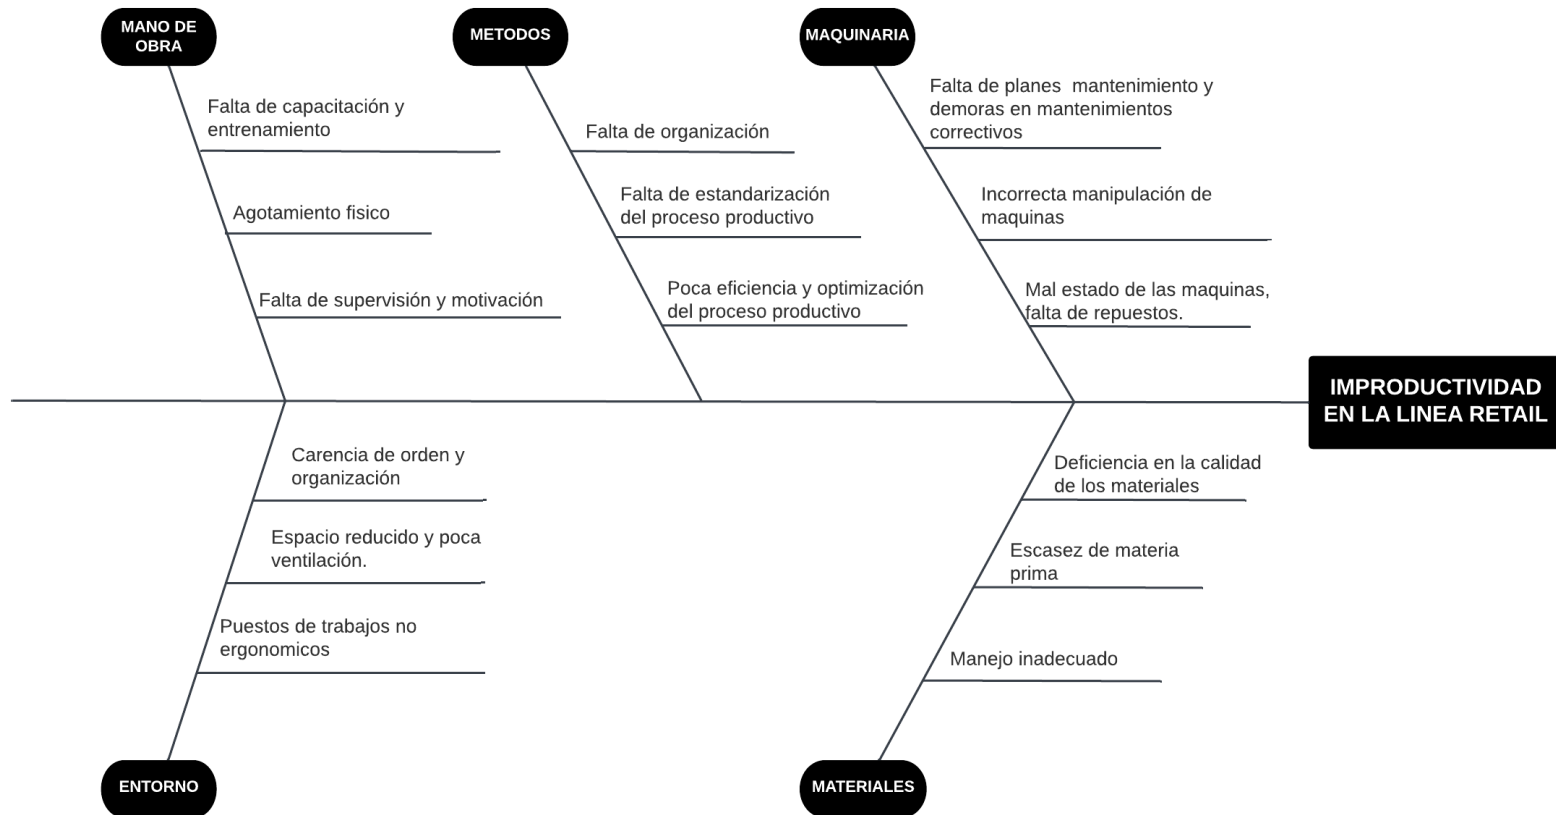 MANO DE
OBRA
METODOS
MAQUINARIA
Falta de capacitación y
entrenamiento
Agotamiento fisico
Falta de supervisión y motivación
Falta de organización
Falta de estandarización
del proceso productivo
Poca eficiencia y optimización
del proceso productivo
Falta de planes  mantenimiento y
demoras en mantenimientos
correctivos
Incorrecta manipulación de
maquinas
Mal estado de las maquinas,
falta de repuestos.
IMPRODUCTIVIDAD
EN LA LINEA RETAIL
Carencia de orden y
organización
Espacio reducido y poca
ventilación.
Puestos de trabajos no
ergonomicos
Deficiencia en la calidad
de los materiales
Escasez de materia
prima
Manejo inadecuado
ENTORNO
MATERIALES